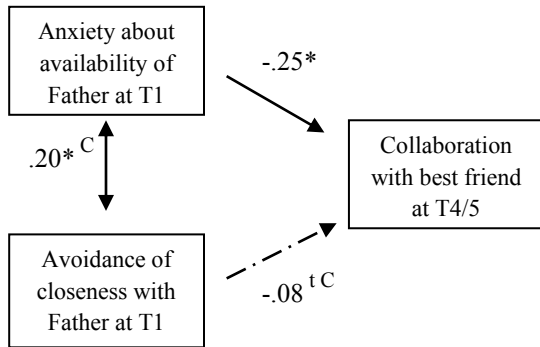 Anxiety about
availability of
Father at T1
-.25*
.20* C
Collaboration
with best friend
at T4/5
Avoidance of
closeness with
Father at T1
-.08 t C